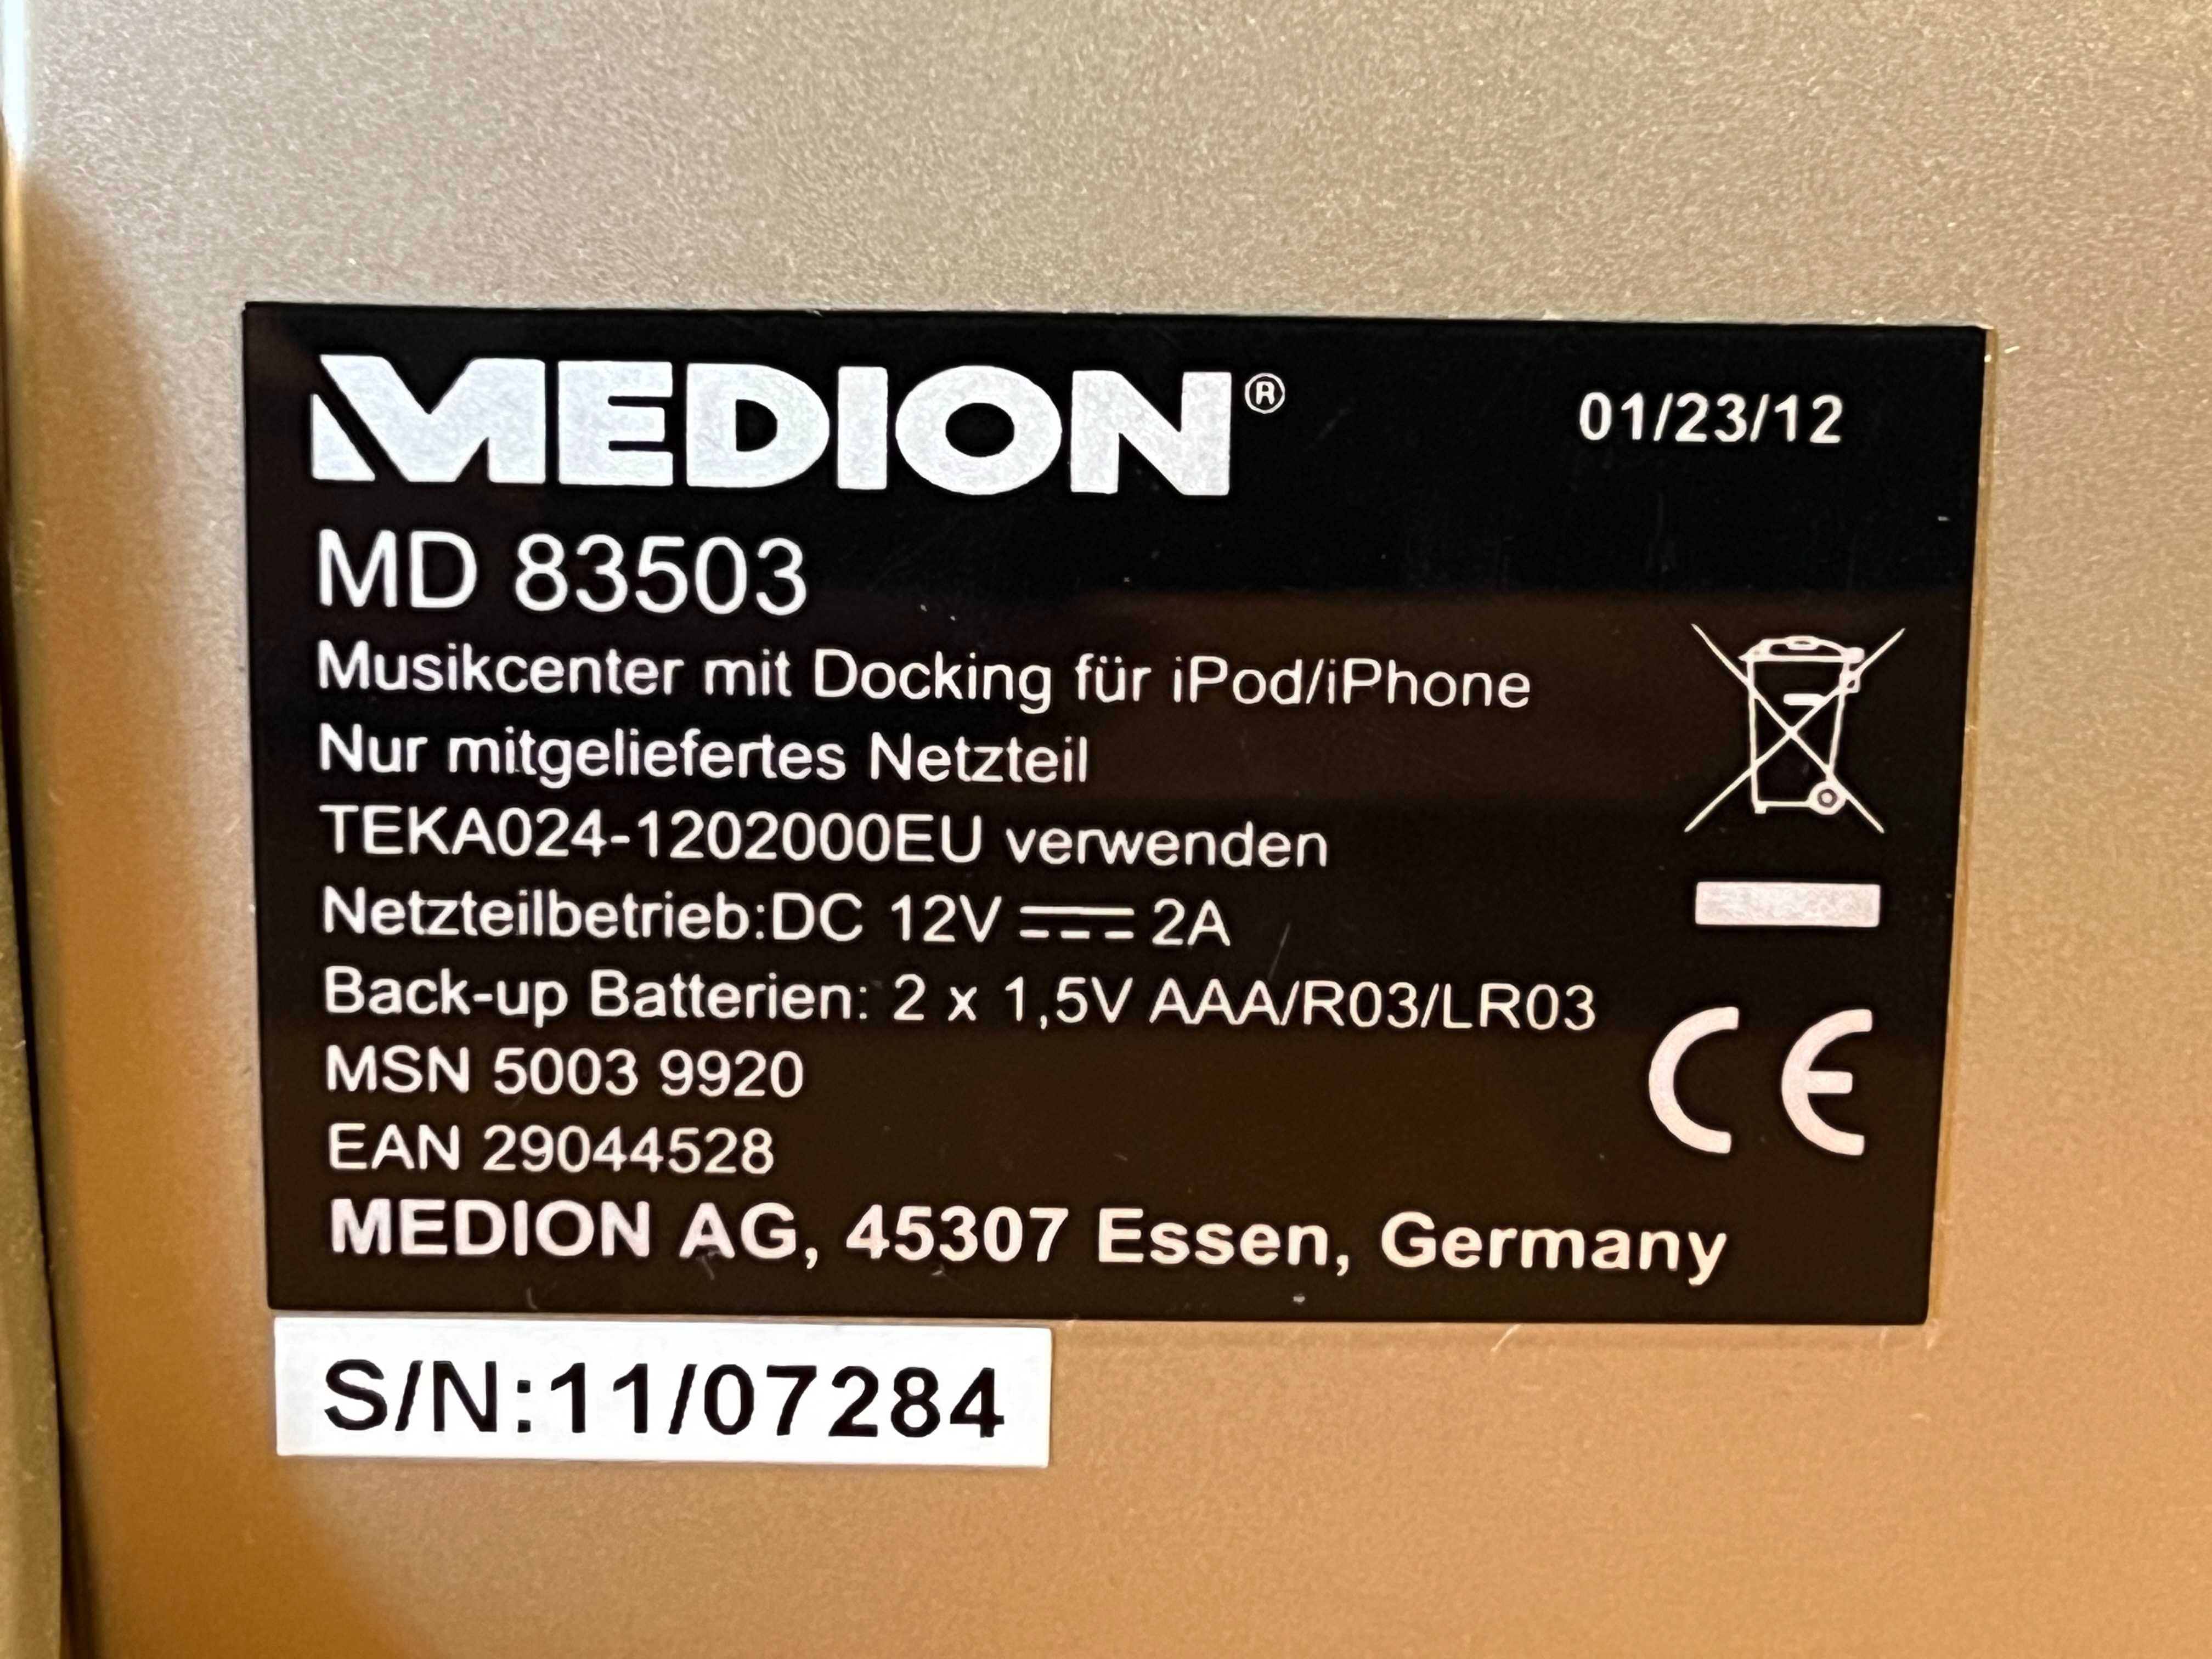 MEDION® 01/23/12
MD 83503
Musikcenter mit Docking für iPod/iPhone
Nur mitgeliefertes Netzteil
TEKA024-1202000EU verwenden
Netzteilbetrieb:DC 12V ⎓ 2A
Back-up Batterien: 2 x 1,5V AAA/R03/LR03
MSN 5003 9920
EAN 29044528
CE
MEDION AG, 45307 Essen, Germany
S/N:11/07284